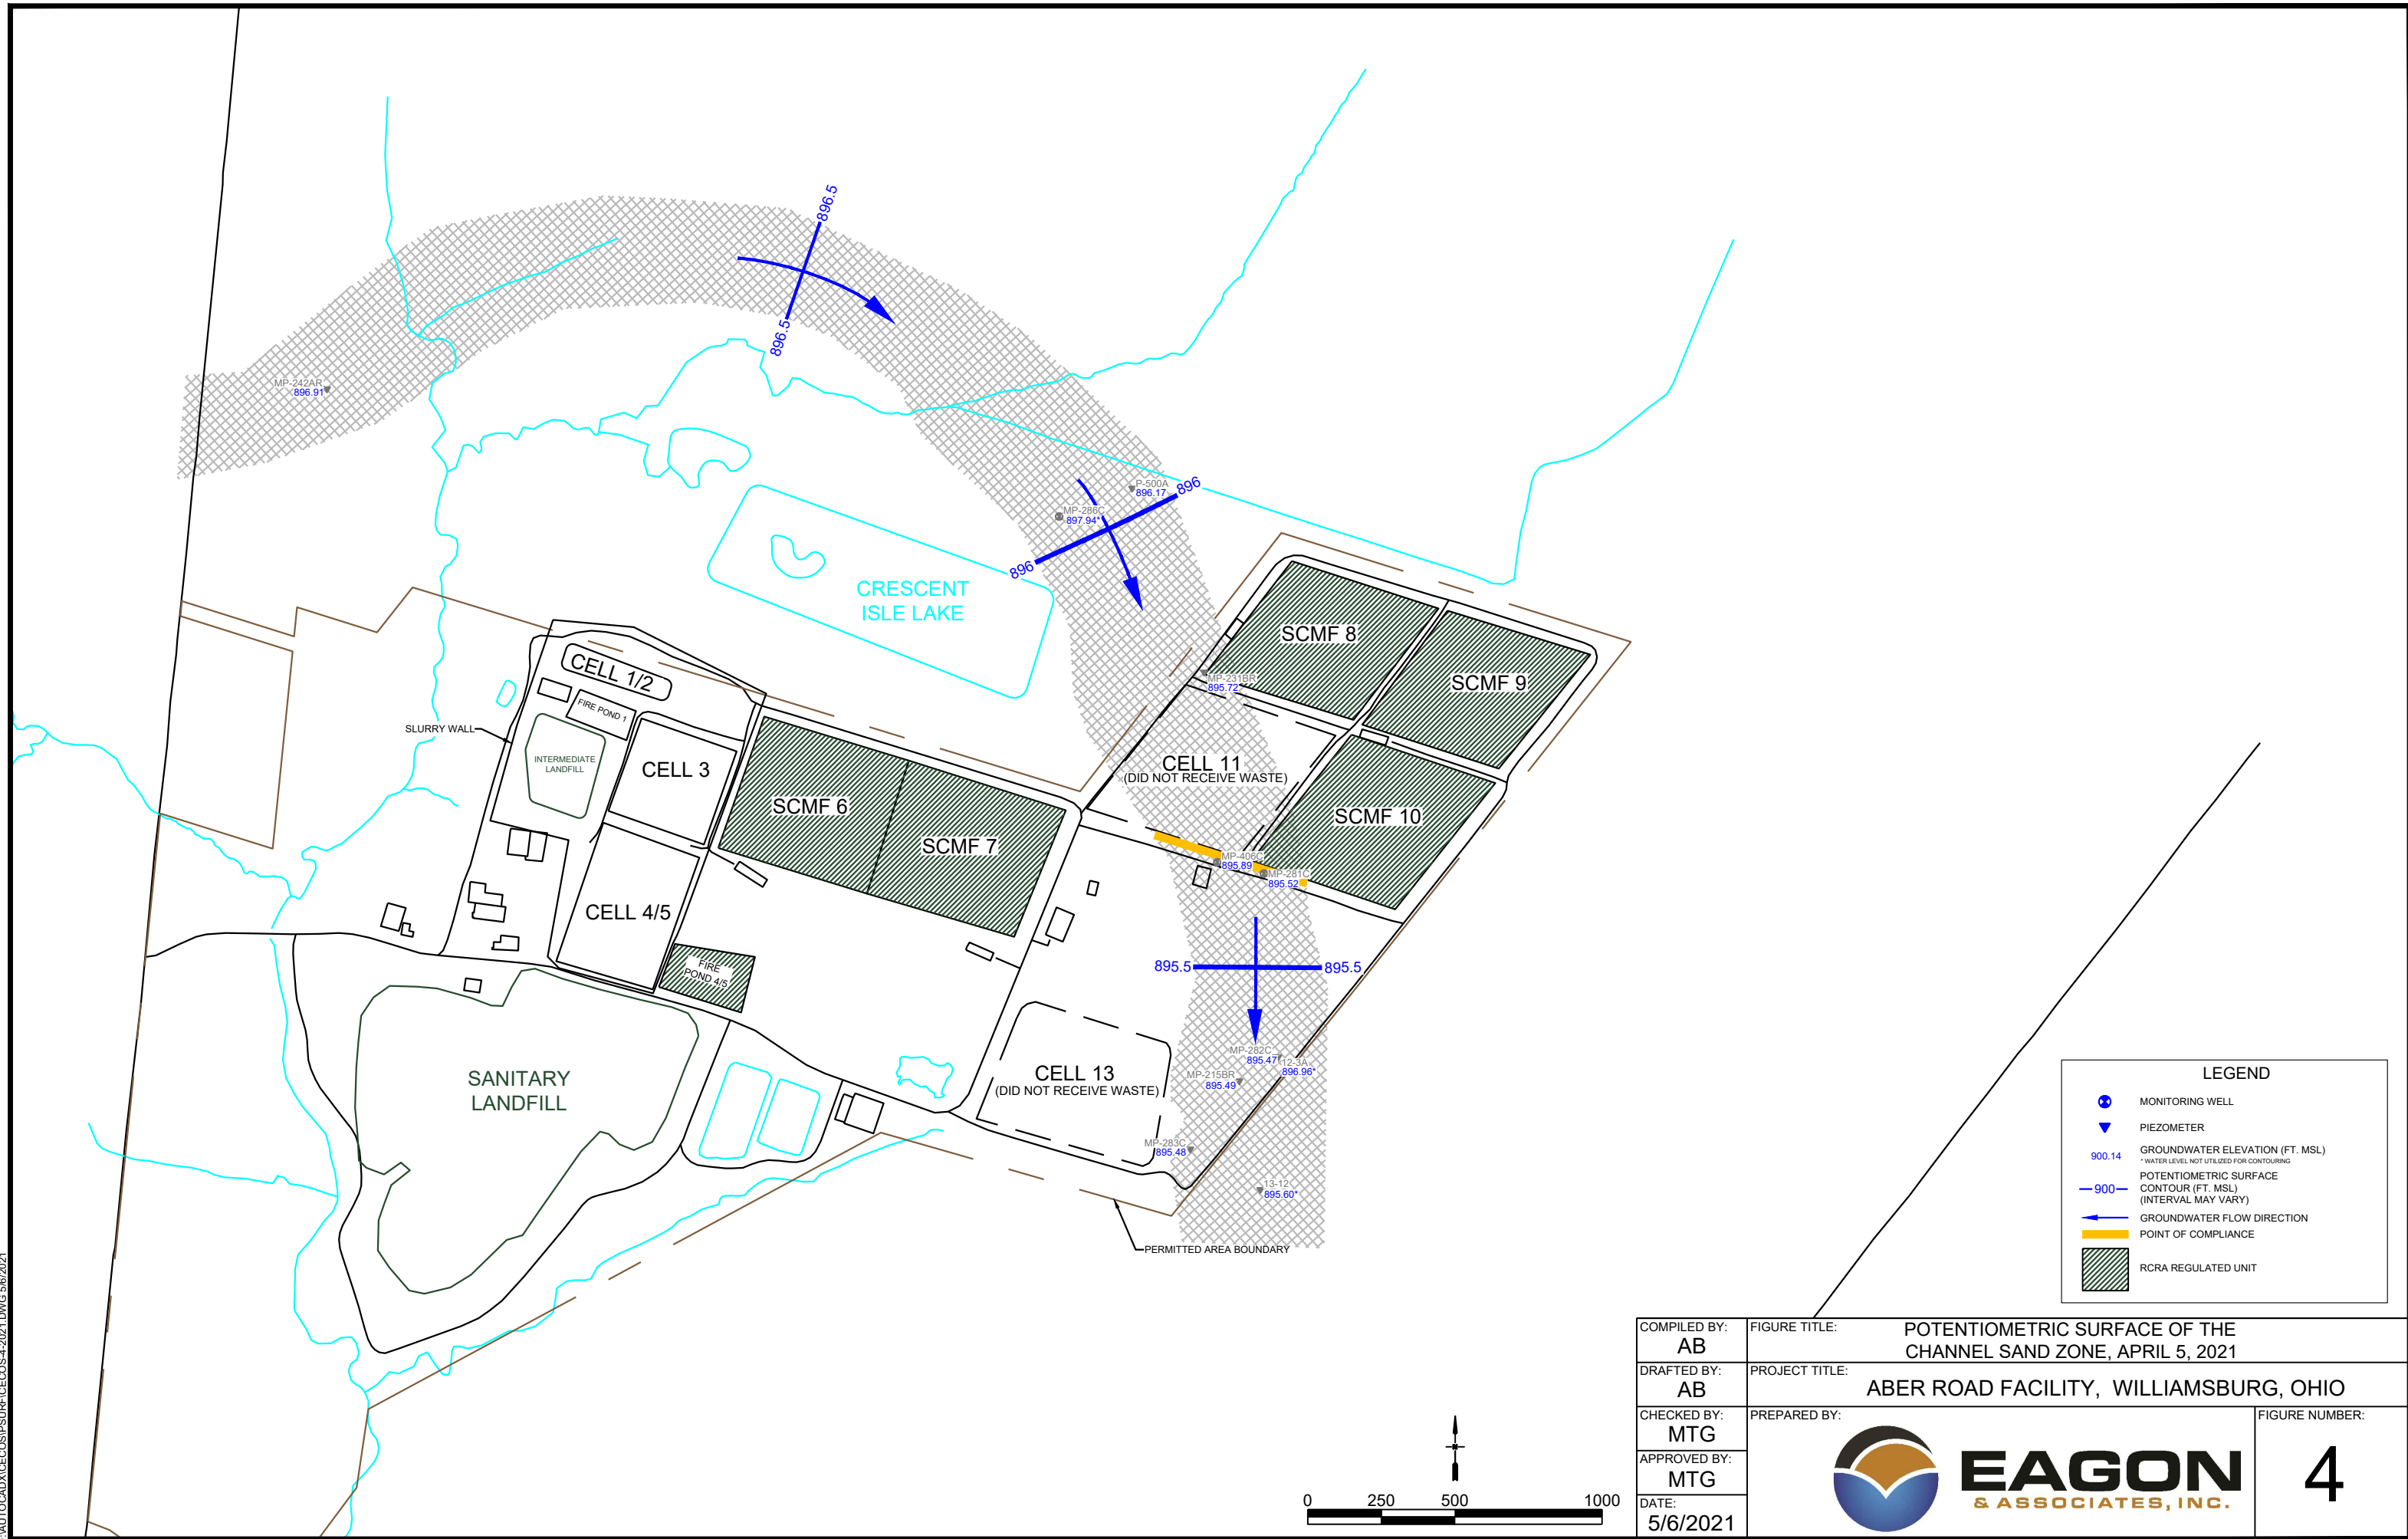 896.5
896.5
MP-242AR
896.91
P-500A
896.17
896
MP-286C
897.94*
896
CRESCENT
ISLE LAKE
SCMF 8
SCMF 9
CELL 1/2
MP-231BR
895.72
FIRE POND 1
SLURRY WALL
INTERMEDIATE
LANDFILL
CELL 3
CELL 11
(DID NOT RECEIVE WASTE)
SCMF 6
SCMF 7
SCMF 10
MP-406C
895.89
MP-281C
895.52
CELL 4/5
FIRE
POND 4/5
895.5
895.5
MP-282C
895.47
12-3A
896.96*
MP-215BR
895.49
CELL 13
(DID NOT RECEIVE WASTE)
SANITARY
LANDFILL
MP-283C
895.48
13-12
895.60*
PERMITTED AREA BOUNDARY
LEGEND
MONITORING WELL
PIEZOMETER
900.14
GROUNDWATER ELEVATION (FT. MSL)
* WATER LEVEL NOT UTILIZED FOR CONTOURING
900
POTENTIOMETRIC SURFACE
CONTOUR (FT. MSL)
(INTERVAL MAY VARY)
GROUNDWATER FLOW DIRECTION
POINT OF COMPLIANCE
RCRA REGULATED UNIT
0 250 500 1000
COMPILED BY:
AB
FIGURE TITLE:
POTENTIOMETRIC SURFACE OF THE
CHANNEL SAND ZONE, APRIL 5, 2021
DRAFTED BY:
AB
PROJECT TITLE:
ABER ROAD FACILITY, WILLIAMSBURG, OHIO
CHECKED BY:
MTG
APPROVED BY:
MTG
DATE:
5/6/2021
PREPARED BY:
EAGON
& ASSOCIATES, INC.
FIGURE NUMBER:
4